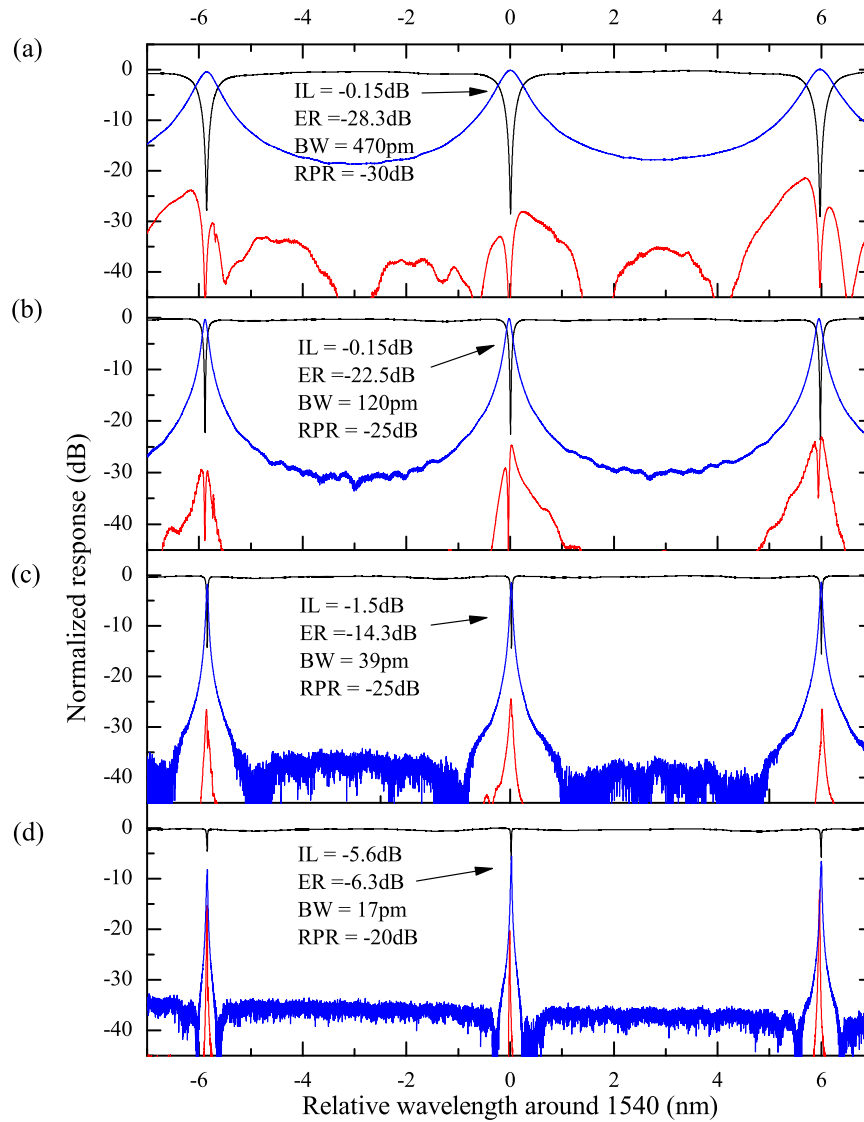 -6 -4 -2 0 2 4 6
(a)
0
-10
-20
-30
-40
IL = -0.15dB
ER =-28.3dB
BW = 470pm
RPR = -30dB
(b)
0
-10
-20
-30
-40
IL = -0.15dB
ER =-22.5dB
BW = 120pm
RPR = -25dB
(c)
0
-10
-20
-30
-40
IL = -1.5dB
ER =-14.3dB
BW = 39pm
RPR = -25dB
(d)
0
-10
-20
-30
-40
IL = -5.6dB
ER =-6.3dB
BW = 17pm
RPR = -20dB
Normalized response (dB)
-6 -4 -2 0 2 4 6
Relative wavelength around 1540 (nm)